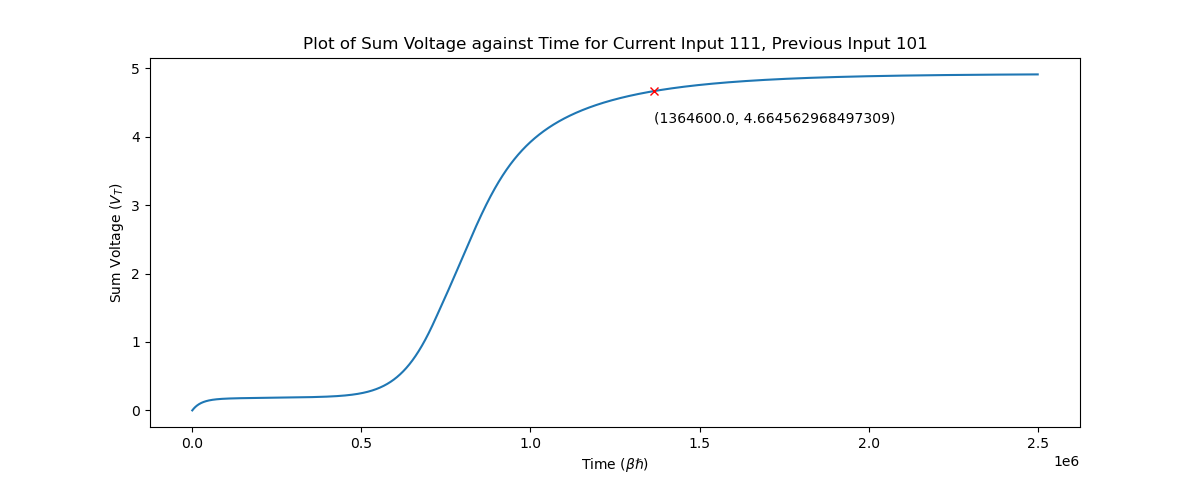 Plot of Sum Voltage against Time for Current Input 111, Previous Input 101
5
4
3
2
1
0
Sum Voltage (V_T)
(1364600.0, 4.664562968497309)
0.0 0.5 1.0 1.5 2.0 2.5
1e6
Time (βℏ)